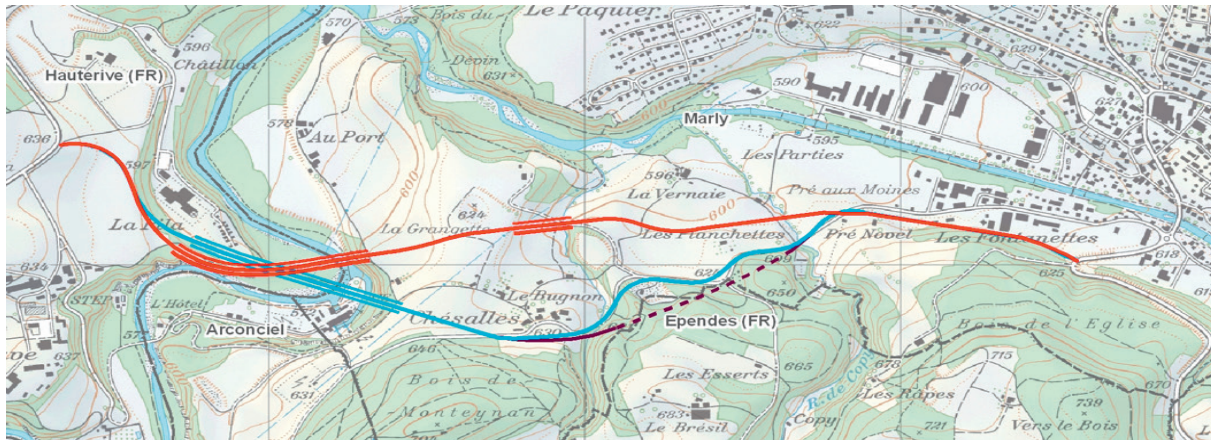 570
573
Bois du
Dépin
631
Le Paquier
622
629
596
Châtillon
Hauterive (FR)
590
600
627
636
597
578
Au Port
600
Marly
595
Les Parties
596
La Vernaie
600
Pré aux Moines
La Pila
624
La Grangette
Les Planchettes
Pré Novel
Les Fontanettes
634
625
618
STEP
L'Hôtel
Arconciel
Chésalles
Le Bugnon
630
Ependes (FR)
650
Bois de l'Eglise
637
646
631
Bois de
Monteynan
Les Esserts
665
678
715
670
R. de Copy
Les Râpes
683
Le Brésil
Copy
721
739
Vers le Bois